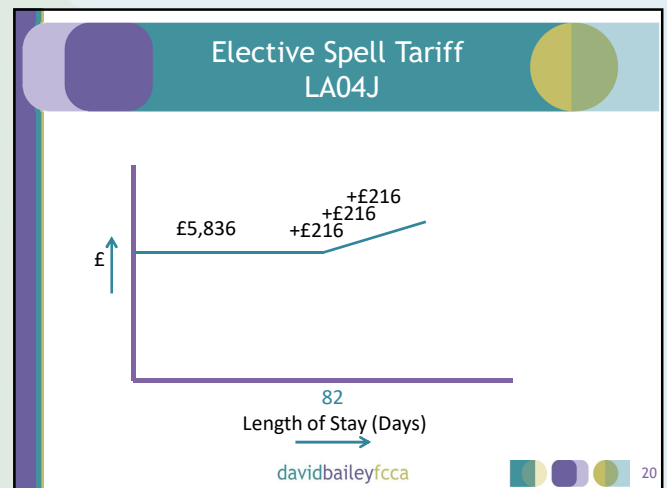 Elective Spell Tariff
LA04J
+£216
+£216
£5,836
+£216
£
82
Length of Stay (Days)
davidbaileyfcca
20